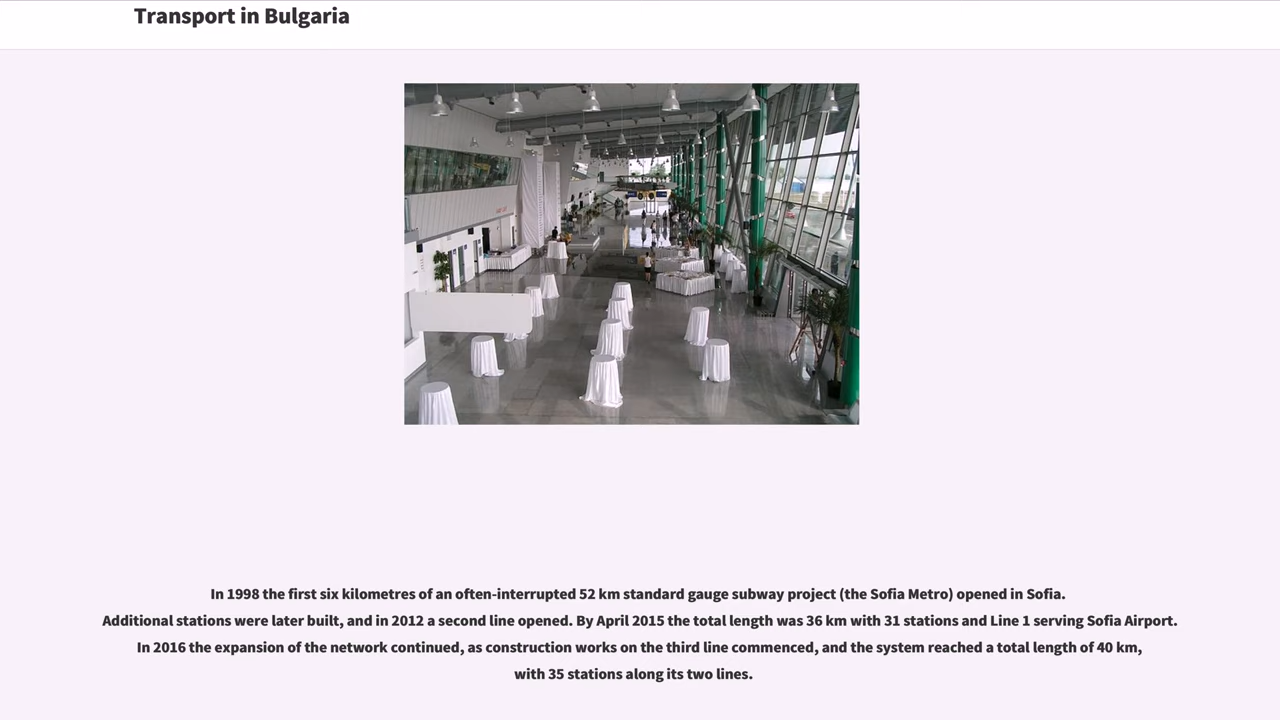 Transport in Bulgaria
In 1998 the first six kilometres of an often-interrupted 52 km standard gauge subway project (the Sofia Metro) opened in Sofia.
Additional stations were later built, and in 2012 a second line opened. By April 2015 the total length was 36 km with 31 stations and Line 1 serving Sofia Airport.
In 2016 the expansion of the network continued, as construction works on the third line commenced, and the system reached a total length of 40 km,
with 35 stations along its two lines.